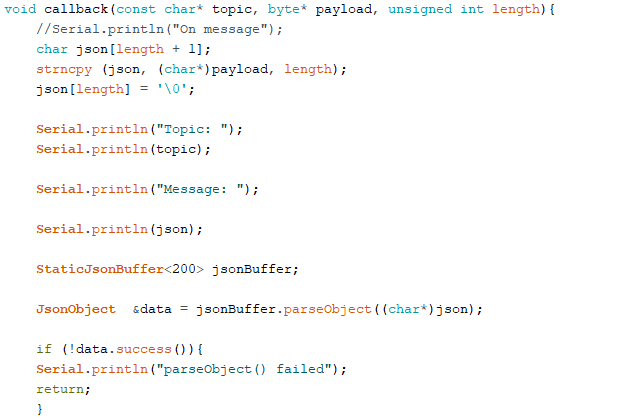 void callback(const char* topic, byte* payload, unsigned int length){
//Serial.println("On message");
char json[length + 1];
strncpy (json, (char*)payload, length);
json[length] = '\0';
Serial.println("Topic: ");
Serial.println(topic);
Serial.println("Message: ");
Serial.println(json);
StaticJsonBuffer<200> jsonBuffer;
JsonObject  &data = jsonBuffer.parseObject((char*)json);
if (!data.success()){
Serial.println("parseObject() failed");
return;
}